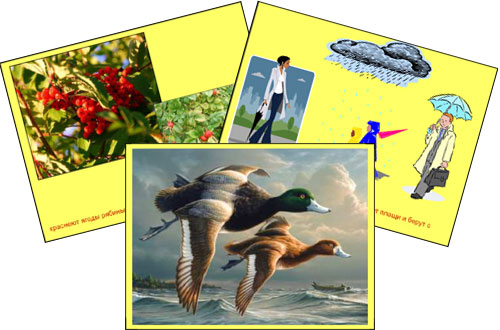 краснеют ягоды рябины
плащи и берут с